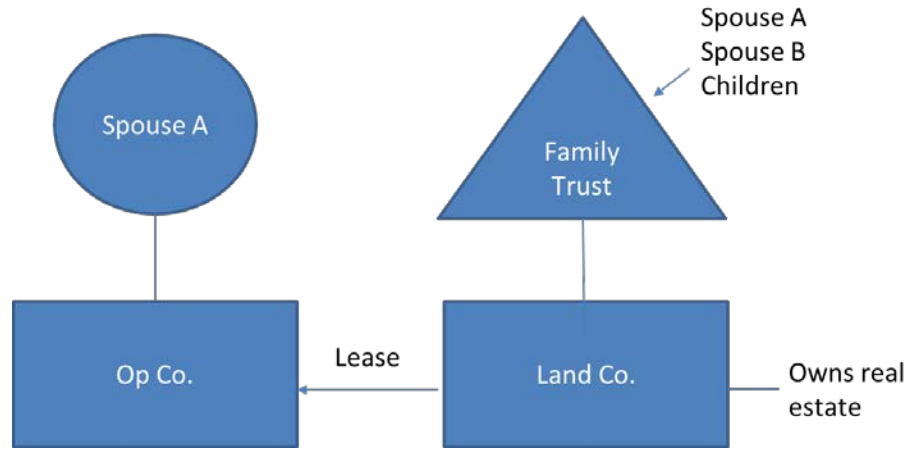 Spouse A
Spouse A
Spouse B
Children
Family
Trust
Op Co.
Lease
Land Co.
Owns real
estate